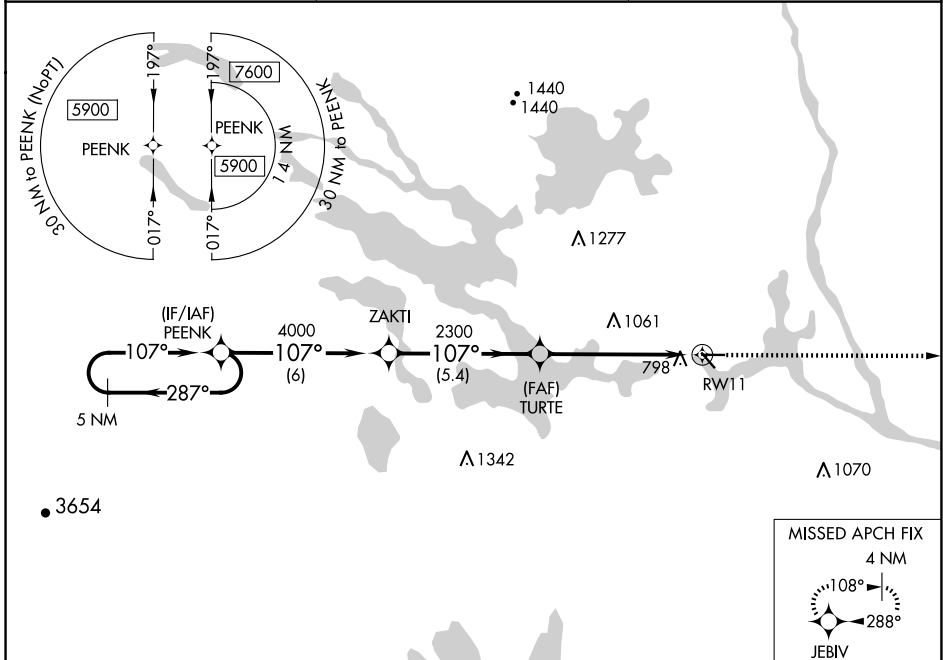 30 NM to PEENK (NoPT)
5900
197°
PEENK
017°
197°
7600
PEENK
5900
14 NM
017°
30 NM to PEENK
1440
1440
1277
(IF/IAF)
PEENK
107°
287°
5 NM
4000
107°
(6)
ZAKTI
2300
107°
(5.4)
(FAF)
TURTE
1061
798
RW11
1342
1070
3654
MISSED APCH FIX
4 NM
108°
288°
JEBIV